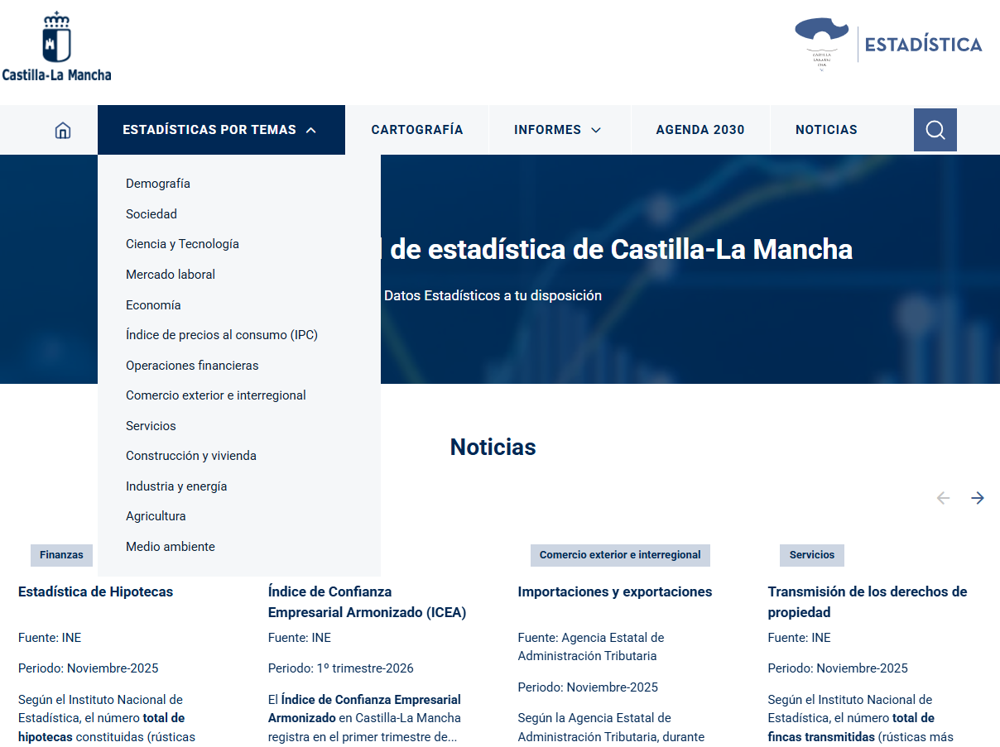 Castilla-La Mancha
CASTILLA
LA MAN
CHA
ESTADÍSTICA
ESTADÍSTICAS POR TEMAS
CARTOGRAFÍA
INFORMES
AGENDA 2030
NOTICIAS
Demografía
Sociedad
Ciencia y Tecnología
Mercado laboral
Economía
Índice de precios al consumo (IPC)
Operaciones financieras
Comercio exterior e interregional
Servicios
Construcción y vivienda
Industria y energía
Agricultura
Medio ambiente
de estadística de Castilla-La Mancha
Datos Estadísticos a tu disposición
Noticias
Finanzas
Estadística de Hipotecas
Fuente: INE
Periodo: Noviembre-2025
Según el Instituto Nacional de
Estadística, el número total de
hipotecas constituidas (rústicas
Índice de Confianza
Empresarial Armonizado (ICEA)
Fuente: INE
Periodo: 1º trimestre-2026
El Índice de Confianza Empresarial
Armonizado en Castilla-La Mancha
registra en el primer trimestre de...
Comercio exterior e interregional
Importaciones y exportaciones
Fuente: Agencia Estatal de
Administración Tributaria
Periodo: Noviembre-2025
Según la Agencia Estatal de
Administración Tributaria, durante
Servicios
Transmisión de los derechos de
propiedad
Fuente: INE
Periodo: Noviembre-2025
Según el Instituto Nacional de
Estadística, el número total de
fincas transmitidas (rústicas más